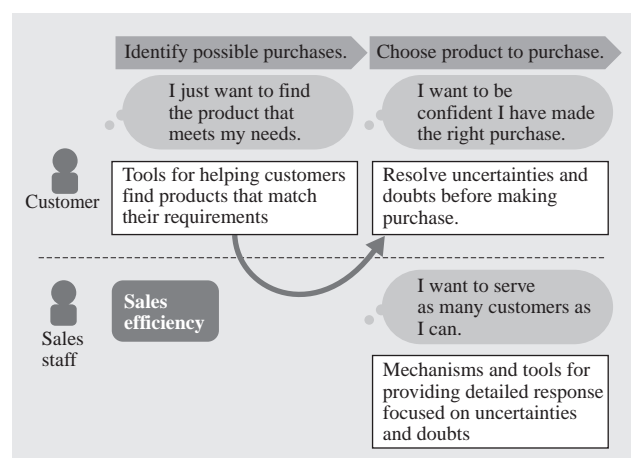 Identify possible purchases.
Choose product to purchase.
I just want to find
the product that
meets my needs.
I want to be
confident I have made
the right purchase.
Customer
Tools for helping customers
find products that match
their requirements
Resolve uncertainties and
doubts before making
purchase.
Sales
staff
Sales
efficiency
I want to serve
as many customers as
I can.
Mechanisms and tools for
providing detailed response
focused on uncertainties
and doubts